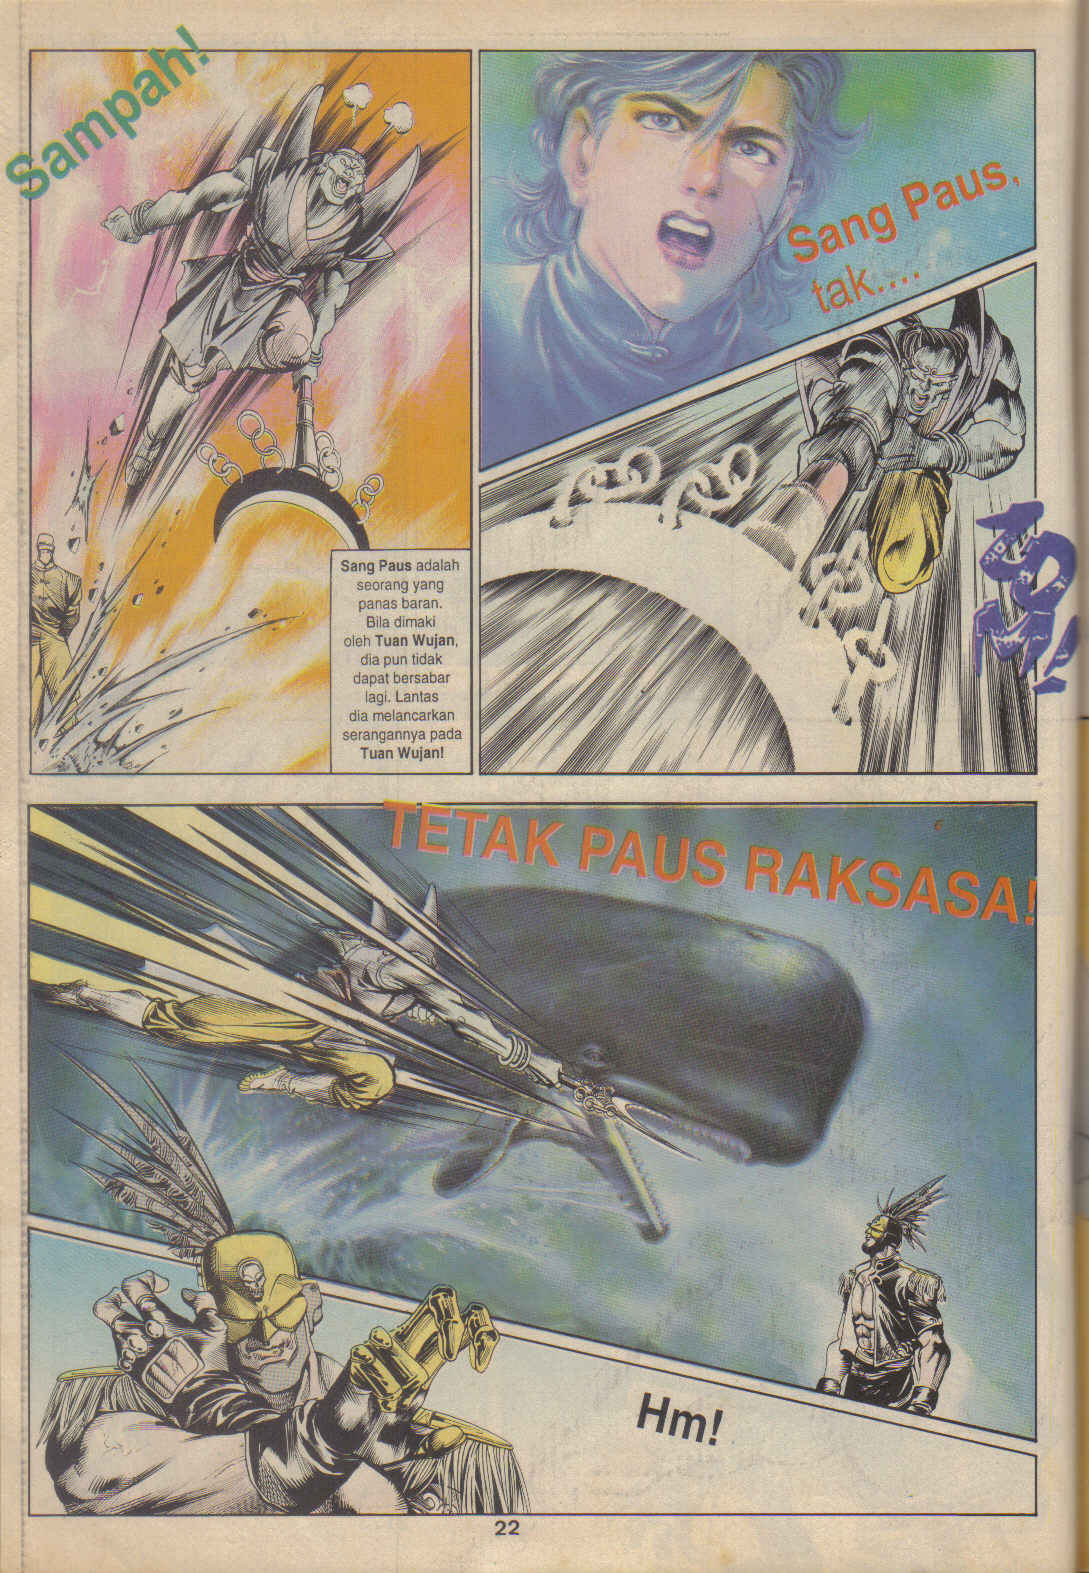 Sampah!
Sang Paus,
tak....
Sang Paus adalah
seorang yang
panas baran.
Bila dimaki
oleh Tuan Wujan,
dia pun tidak
dapat bersabar
lagi. Lantas
dia melancarkan
serangannya pada
Tuan Wujan!
TETAK PAUS RAKSASA!
Hm!
22